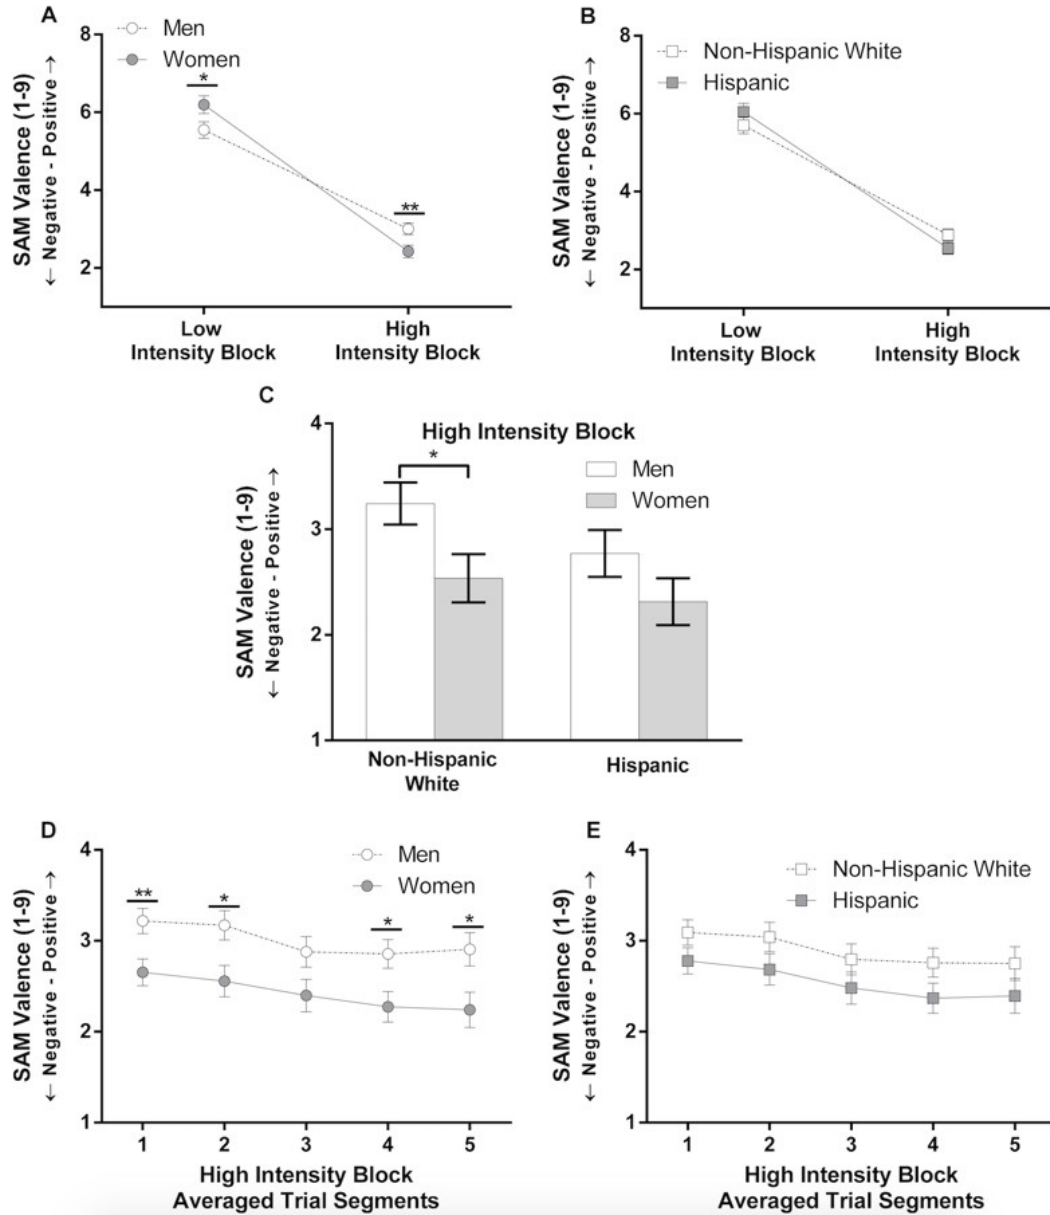 A
Men
Women
SAM Valence (1-9)
← Negative - Positive →
8
6
4
2
*
**
Low
Intensity Block
High
Intensity Block
B
Non-Hispanic White
Hispanic
SAM Valence (1-9)
← Negative - Positive →
8
6
4
2
Low
Intensity Block
High
Intensity Block
C
High Intensity Block
Men
Women
SAM Valence (1-9)
← Negative - Positive →
4
3
2
1
*
Non-Hispanic
White
Hispanic
D
Men
Women
SAM Valence (1-9)
← Negative - Positive →
4
3
2
1
**
*
*
*
1 2 3 4 5
High Intensity Block
Averaged Trial Segments
E
Non-Hispanic White
Hispanic
SAM Valence (1-9)
← Negative - Positive →
4
3
2
1
1 2 3 4 5
High Intensity Block
Averaged Trial Segments